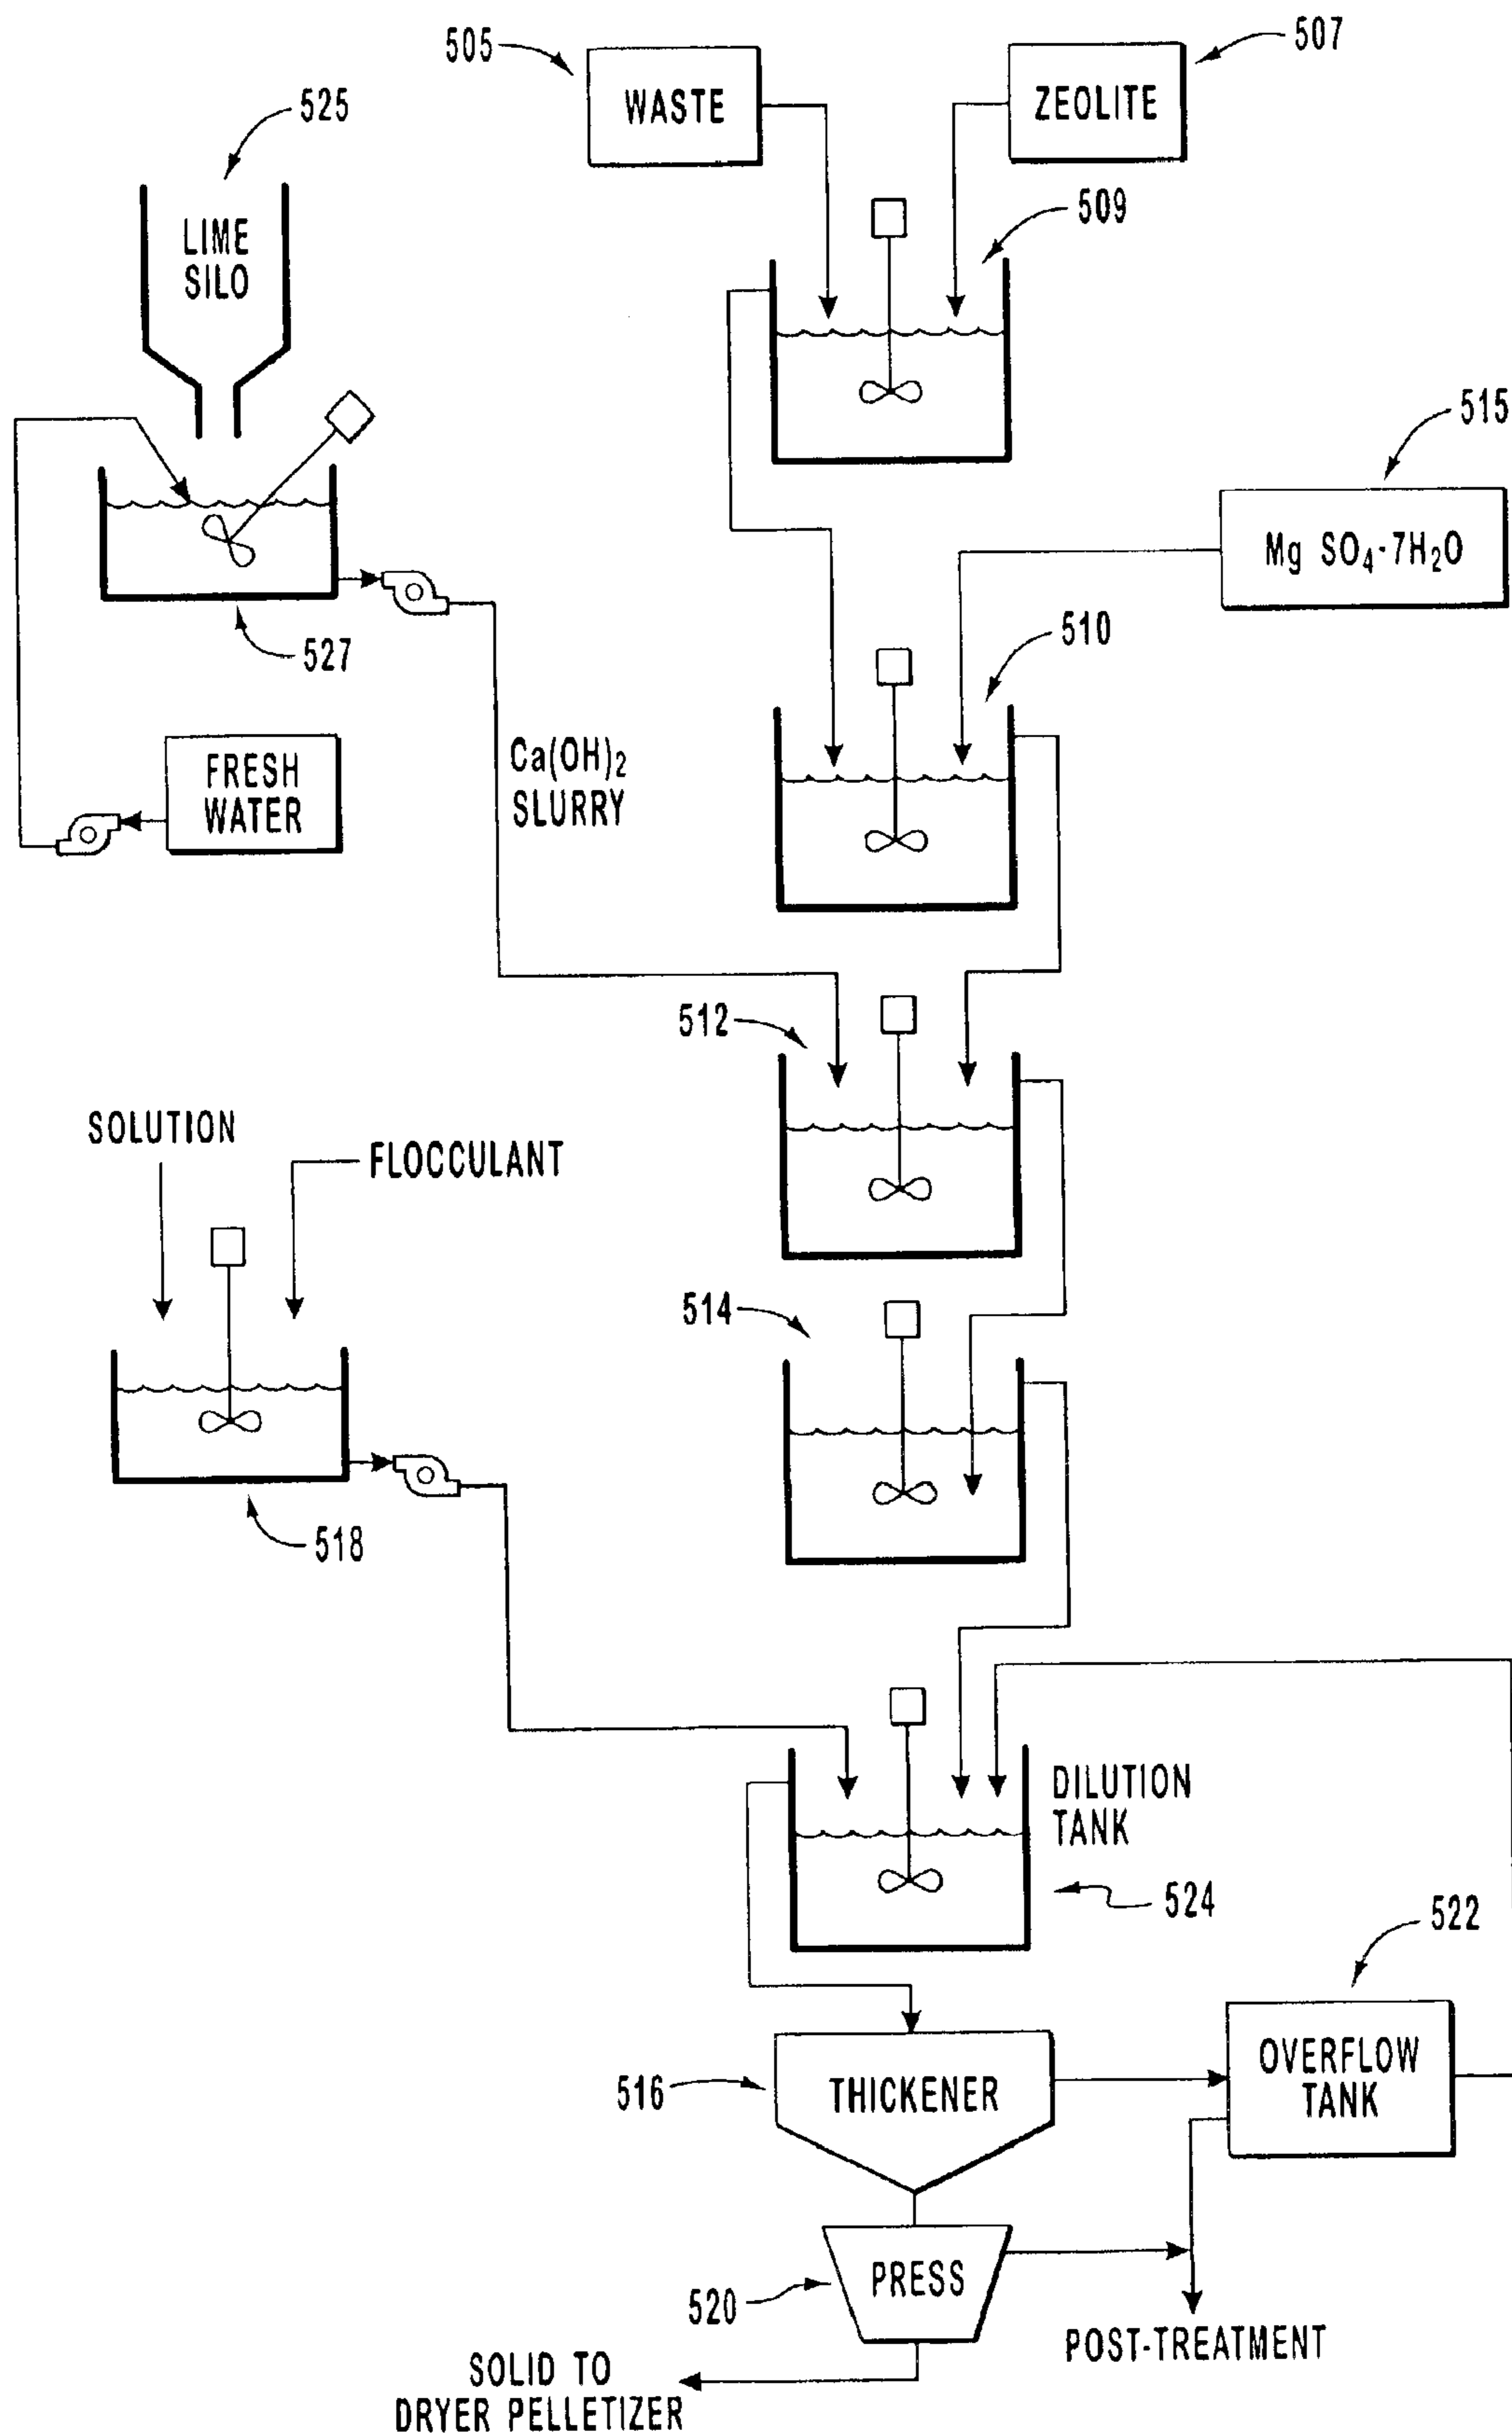 505
WASTE
ZEOLITE
507
525
LIME
SILO
509
515
Mg SO₄-7H₂O
527
510
FRESH
WATER
Ca(OH)₂
SLURRY
512
SOLUTION
FLOCCULANT
514
518
DILUTION
TANK
524
522
516
THICKENER
OVERFLOW
TANK
520
PRESS
POST-TREATMENT
SOLID TO
DRYER PELLETIZER